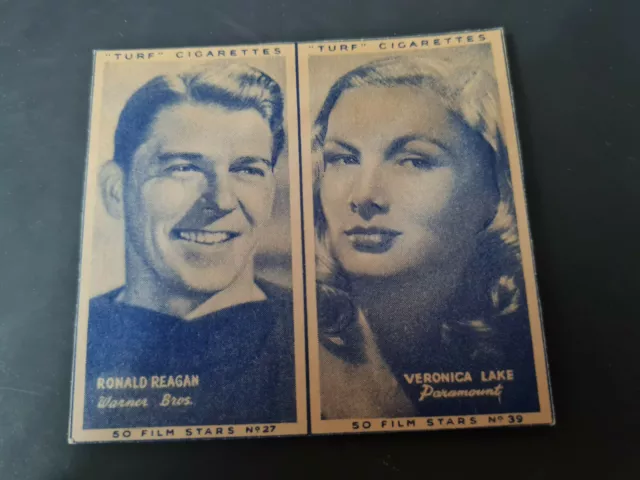 "TURF" CIGARETTES
RONALD REAGAN
Warner Bros.
50 FILM STARS Nº 27
"TURF" CIGARETTES
VERONICA LAKE
Paramount
50 FILM STARS Nº 39